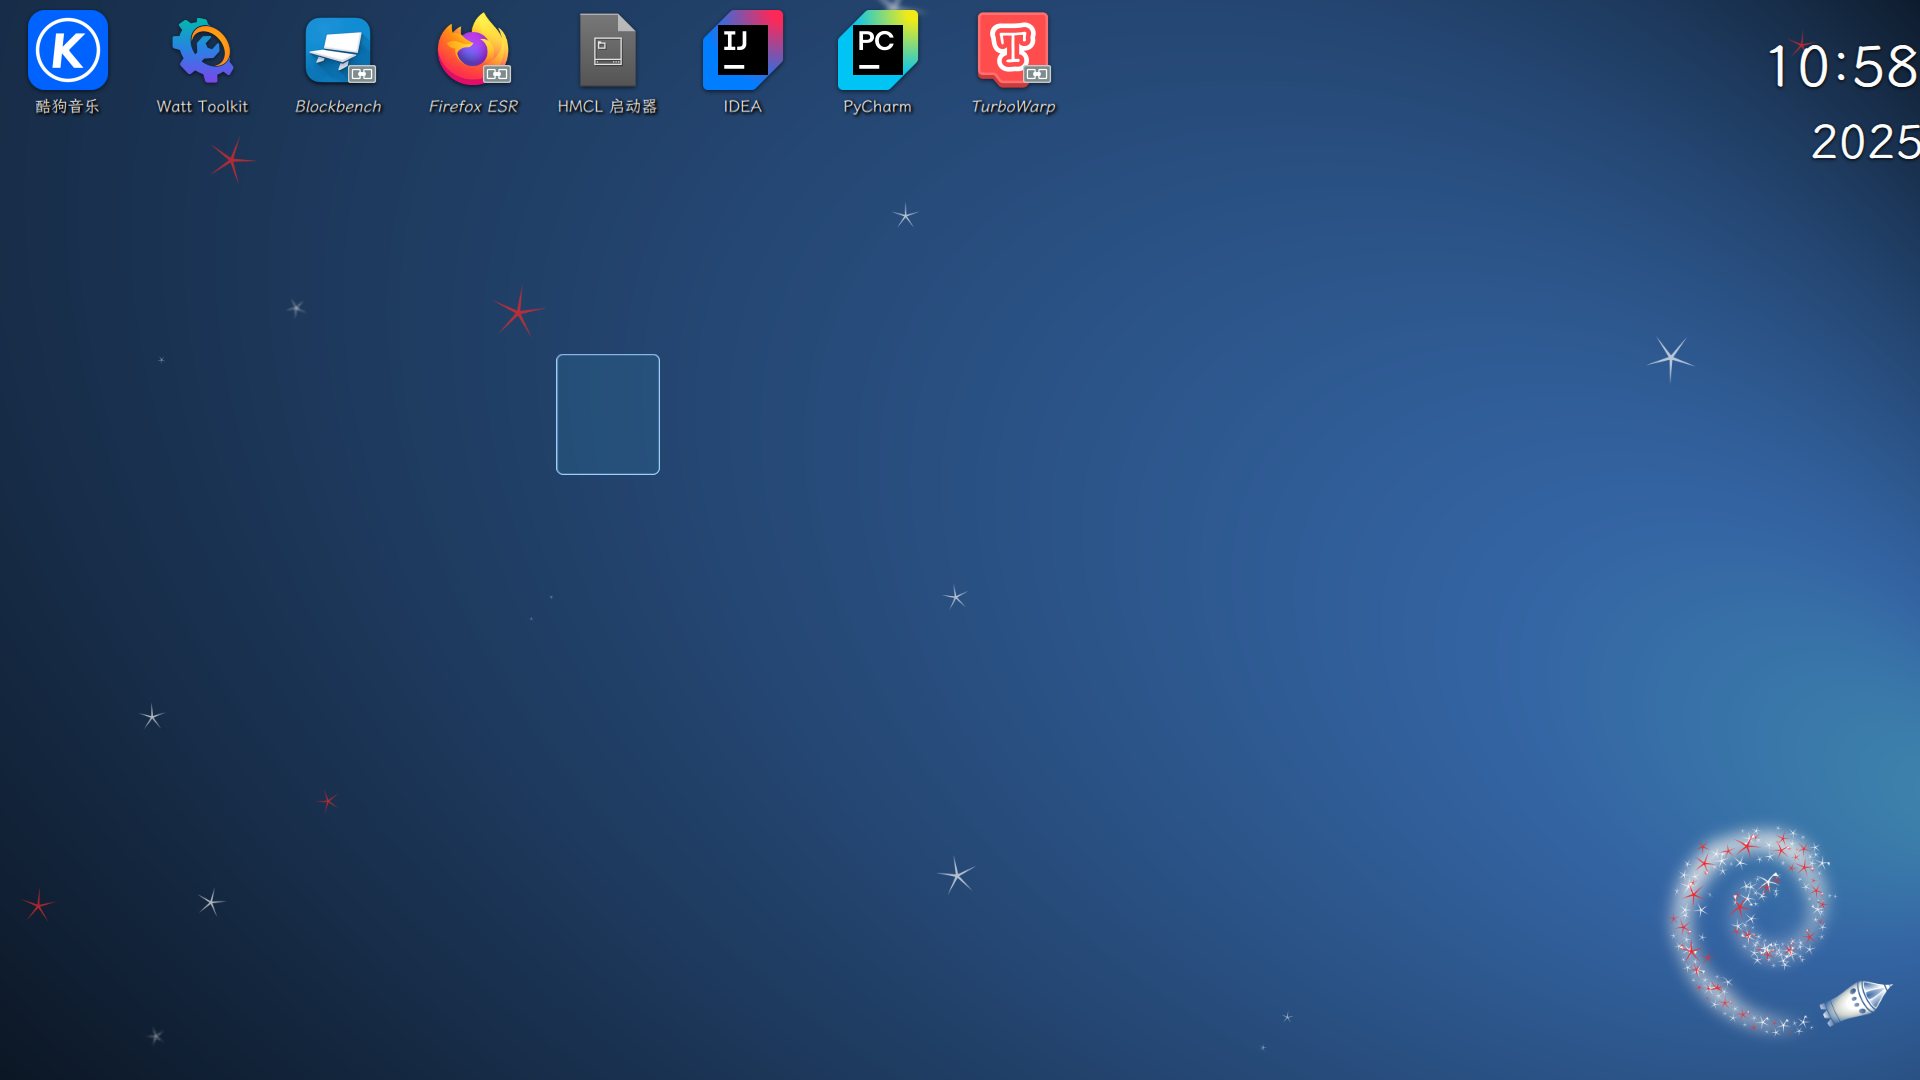 酷狗音乐
Watt Toolkit
Blockbench
Firefox ESR
HMCL 启动器
IJ
IDEA
PC
PyCharm
TurboWarp
10:58
2025